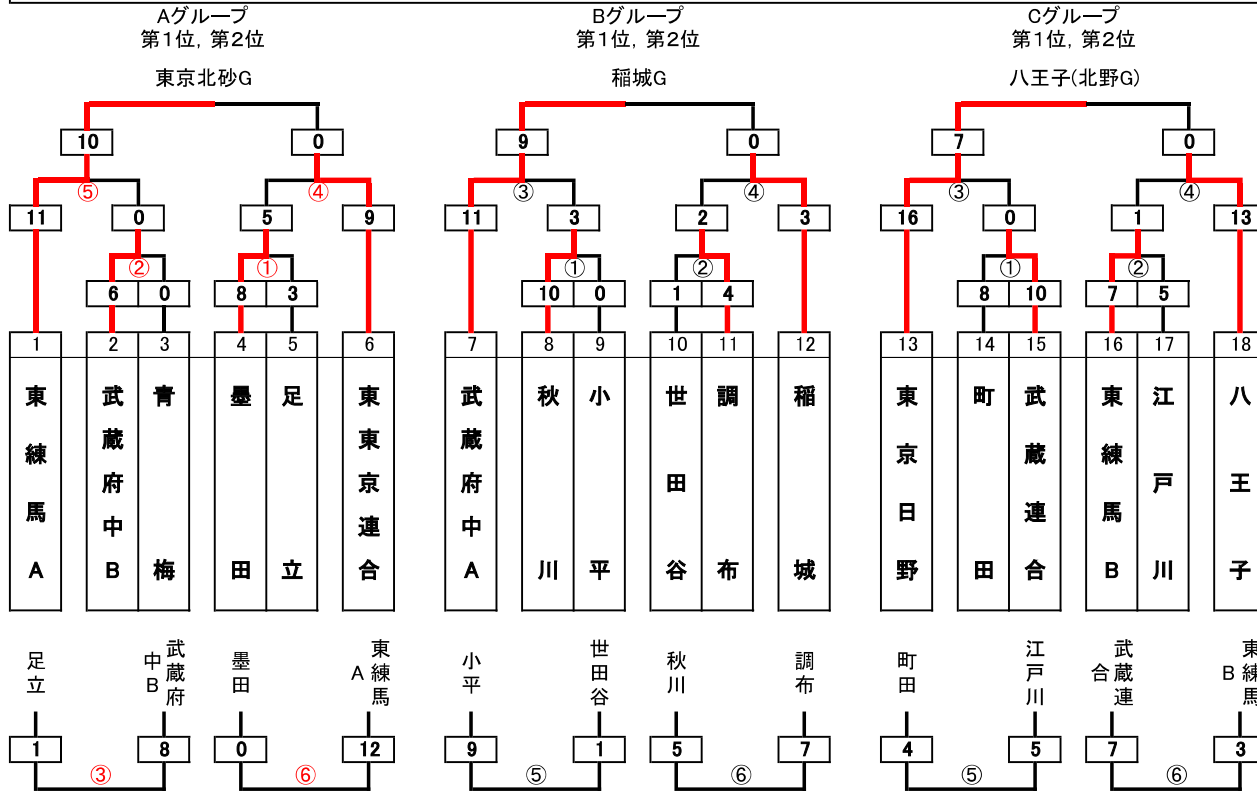 Aグループ
第1位, 第2位
東京北砂G
10
0
⑤
④
11
0
5
9
②
①
6
0
8
3
1
2
3
4
5
6
東練馬A
武蔵府中B
青梅
墨田
足立
東東京連合
足立
武蔵府中B
墨田
東練馬A
1
8
0
12
③
⑥
Bグループ
第1位, 第2位
稲城G
9
0
③
④
11
3
2
3
①
②
10
0
1
4
7
8
9
10
11
12
武蔵府中A
秋川
小平
世田谷
調布
稲城
小平
世田谷
秋川
調布
9
1
5
7
⑤
⑥
Cグループ
第1位, 第2位
八王子(北野G)
7
0
③
④
16
0
1
13
①
②
8
10
7
5
13
14
15
16
17
18
東京日野
町田
武蔵連合
東練馬B
江戸川
八王子
町田
江戸川
武蔵連合
東練馬B
4
5
7
3
⑤
⑥